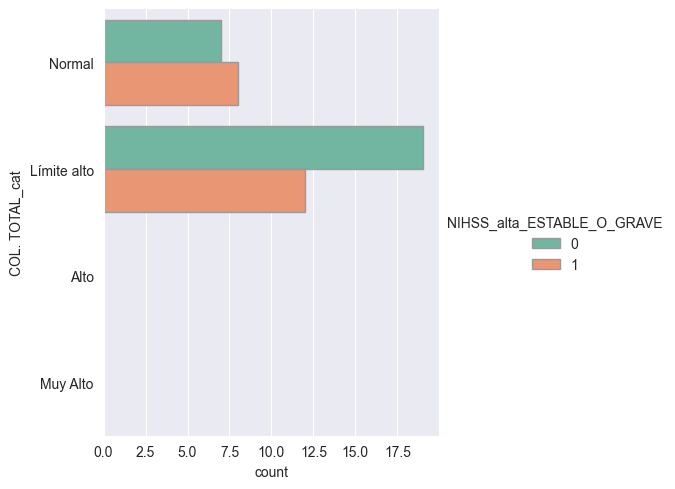 Normal
Límite alto
Alto
Muy Alto
COL. TOTAL_cat
0.0 2.5 5.0 7.5 10.0 12.5 15.0 17.5
count
NIHSS_alta_ESTABLE_O_GRAVE
0
1